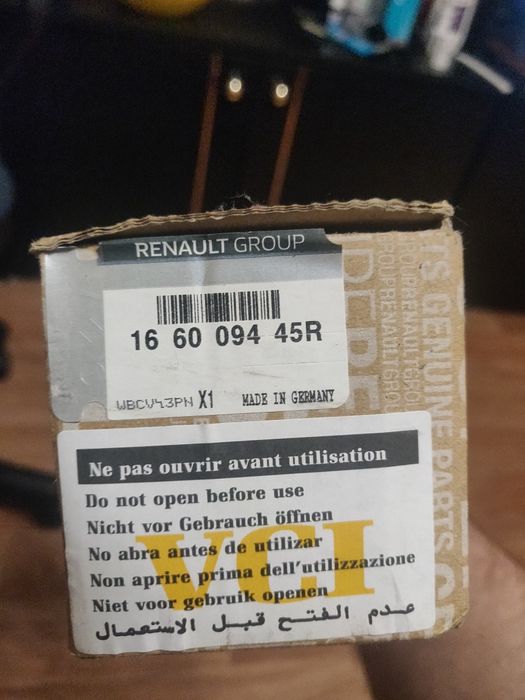 RENAULT GROUP
16 60 094 45R
WBCV43PN X1 MADE IN GERMANY
Ne pas ouvrir avant utilisation
Do not open before use
Nicht vor Gebrauch öffnen
No abra antes de utilizar
Non aprire prima dell'utilizzazione
Niet voor gebruik openen
عدم الفتح قبل الاستعمال
VCI
GENUINE PARTS